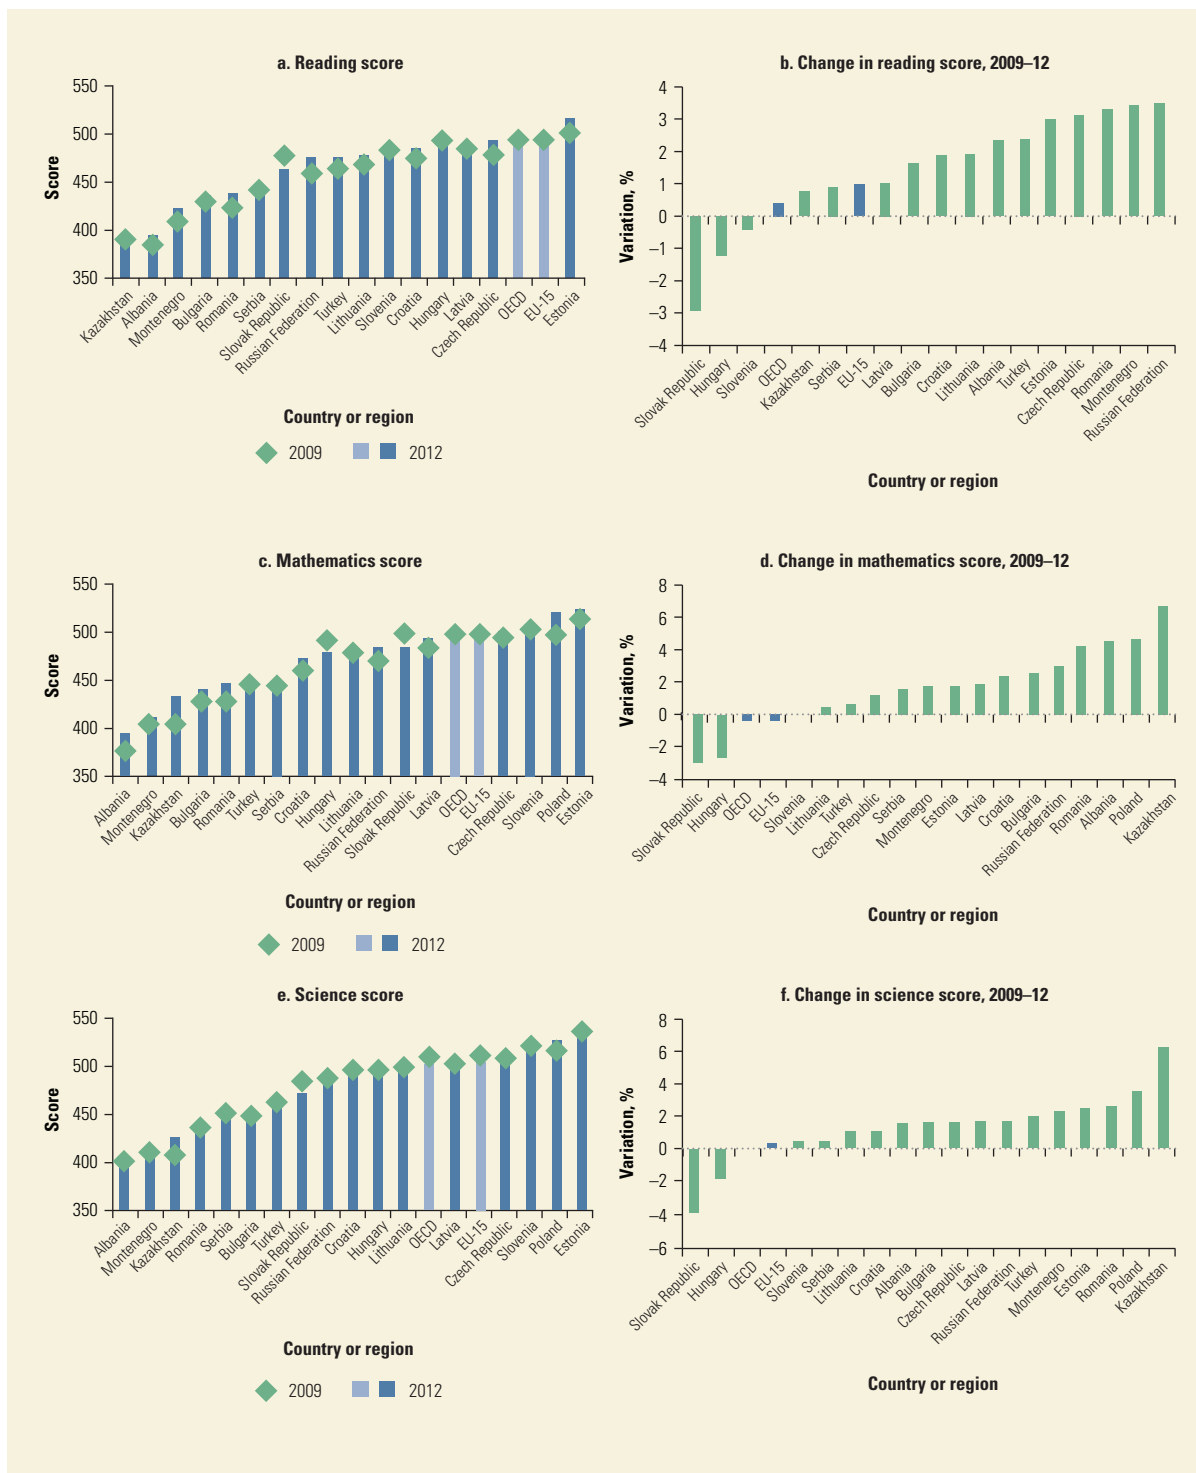 a. Reading score
550
500
450
400
350
Score
Kazakhstan
Albania
Montenegro
Bulgaria
Romania
Serbia
Slovak Republic
Russian Federation
Turkey
Lithuania
Slovenia
Croatia
Hungary
Latvia
Czech Republic
OECD
EU-15
Estonia
Country or region
2009 2012
b. Change in reading score, 2009–12
4
3
2
1
0
–1
–2
–3
–4
Variation, %
Slovak Republic
Hungary
Slovenia
OECD
Kazakhstan
Serbia
EU-15
Latvia
Bulgaria
Croatia
Lithuania
Albania
Turkey
Estonia
Czech Republic
Romania
Montenegro
Russian Federation
Country or region
c. Mathematics score
550
500
450
400
350
Score
Albania
Montenegro
Kazakhstan
Bulgaria
Romania
Turkey
Serbia
Croatia
Hungary
Lithuania
Russian Federation
Slovak Republic
Latvia
OECD
EU-15
Czech Republic
Slovenia
Poland
Estonia
Country or region
2009 2012
d. Change in mathematics score, 2009–12
8
6
4
2
0
–2
–4
Variation, %
Slovak Republic
Hungary
OECD
EU-15
Slovenia
Lithuania
Turkey
Czech Republic
Serbia
Montenegro
Estonia
Latvia
Croatia
Bulgaria
Russian Federation
Romania
Albania
Poland
Kazakhstan
Country or region
e. Science score
550
500
450
400
350
Score
Albania
Montenegro
Kazakhstan
Romania
Serbia
Bulgaria
Turkey
Slovak Republic
Russian Federation
Croatia
Hungary
Lithuania
OECD
Latvia
EU-15
Czech Republic
Slovenia
Poland
Estonia
Country or region
2009 2012
f. Change in science score, 2009–12
8
6
4
2
0
–2
–4
–6
Variation, %
Slovak Republic
Hungary
OECD
EU-15
Slovenia
Serbia
Lithuania
Croatia
Albania
Bulgaria
Czech Republic
Latvia
Russian Federation
Turkey
Montenegro
Estonia
Romania
Poland
Kazakhstan
Country or region